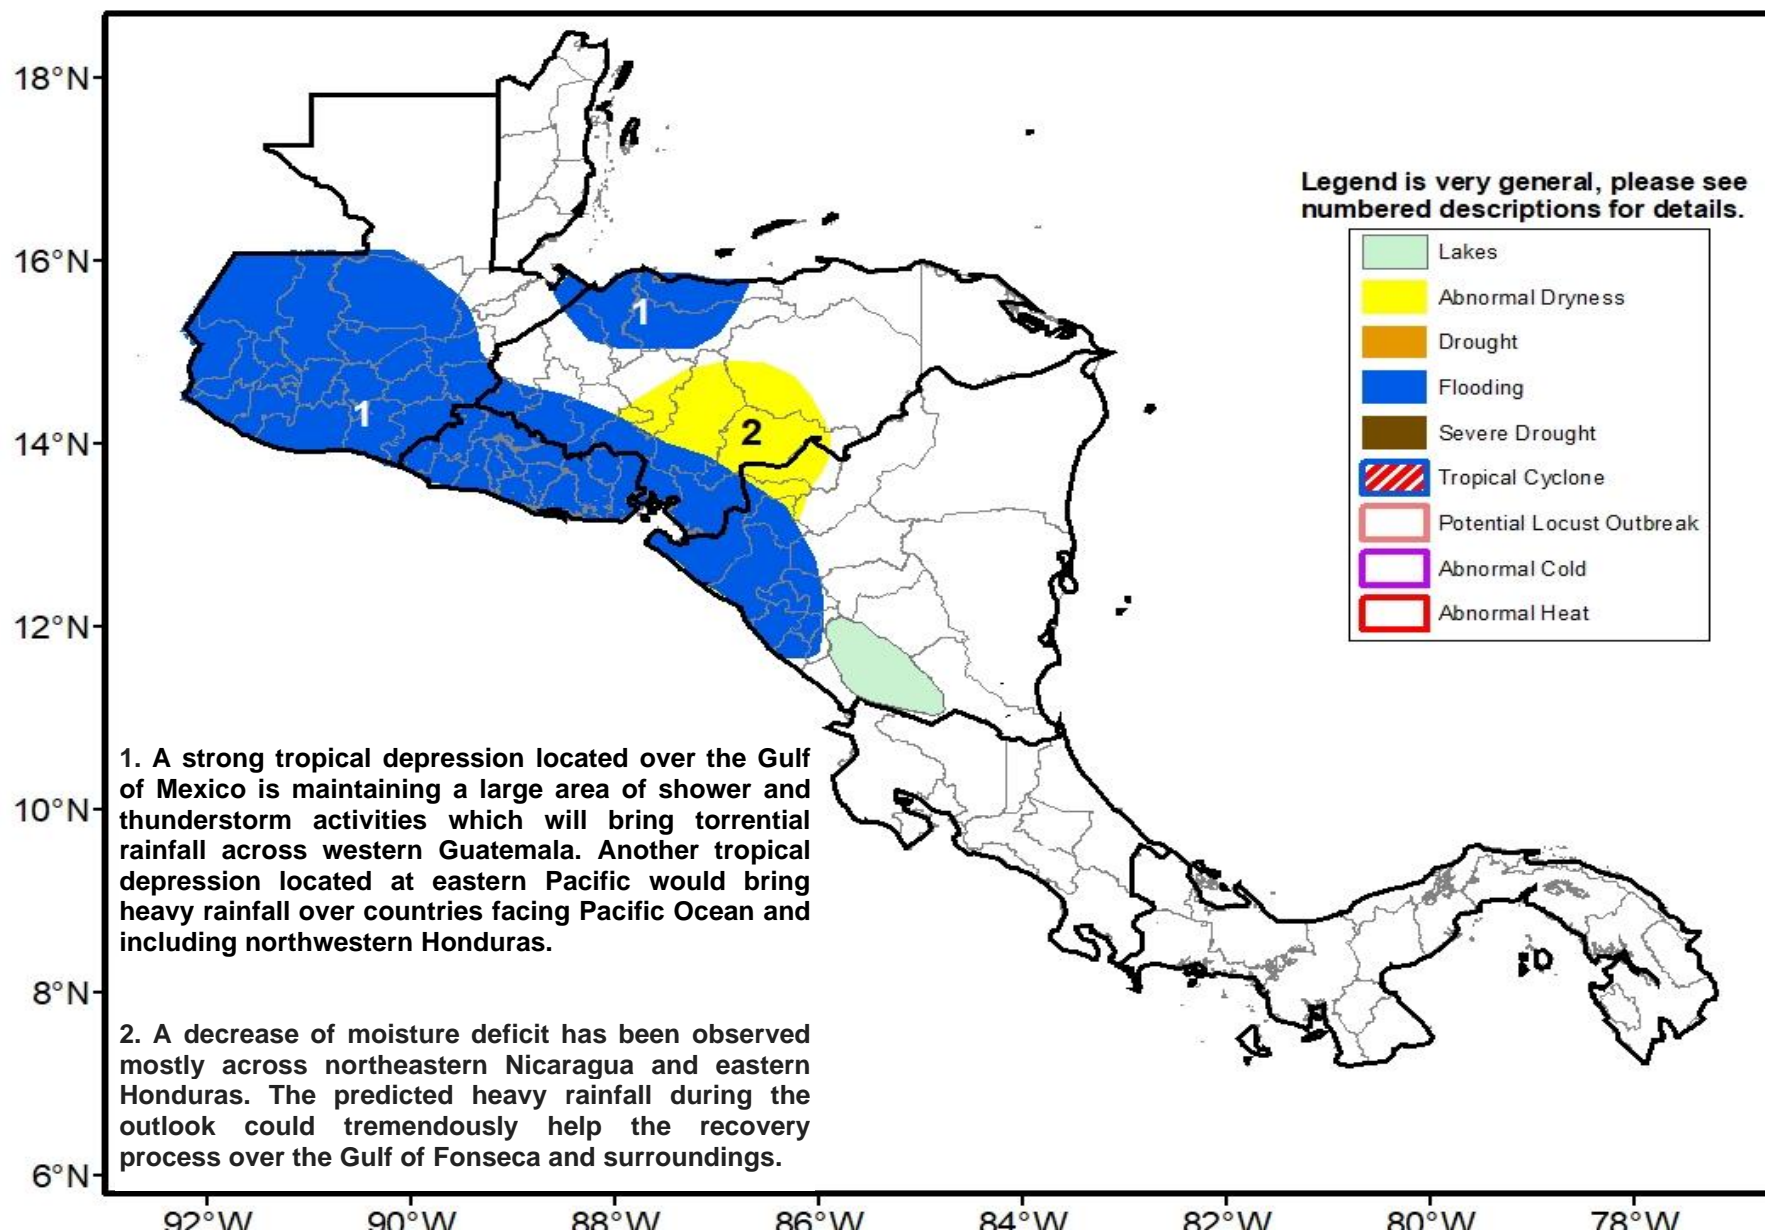 18°N
16°N
14°N
12°N
10°N
8°N
6°N
Legend is very general, please see
numbered descriptions for details.
Lakes
Abnormal Dryness
Drought
Flooding
Severe Drought
Tropical Cyclone
Potential Locust Outbreak
Abnormal Cold
Abnormal Heat
1
1
2
1. A strong tropical depression located over the Gulf
of Mexico is maintaining a large area of shower and
thunderstorm activities which will bring torrential
rainfall across western Guatemala. Another tropical
depression located at eastern Pacific would bring
heavy rainfall over countries facing Pacific Ocean and
including northwestern Honduras.
2. A decrease of moisture deficit has been observed
mostly across northeastern Nicaragua and eastern
Honduras. The predicted heavy rainfall during the
outlook could tremendously help the recovery
process over the Gulf of Fonseca and surroundings.
92°W 90°W 88°W 86°W 84°W 82°W 80°W 78°W